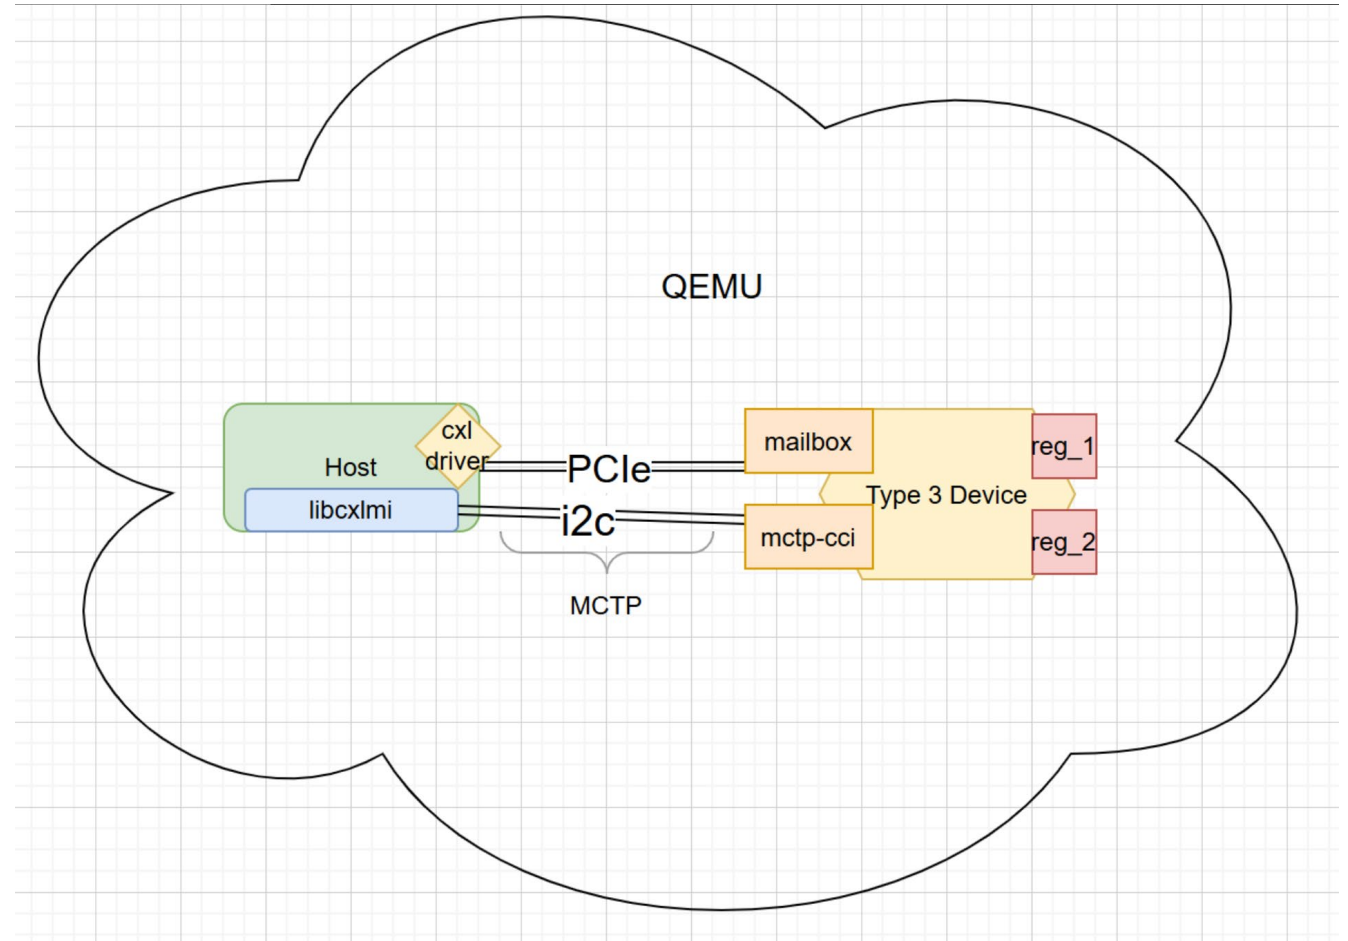 QEMU
cxl
driver
Host
libcxlmi
PCIe
i2c
MCTP
mailbox
mctp-cci
Type 3 Device
reg_1
reg_2